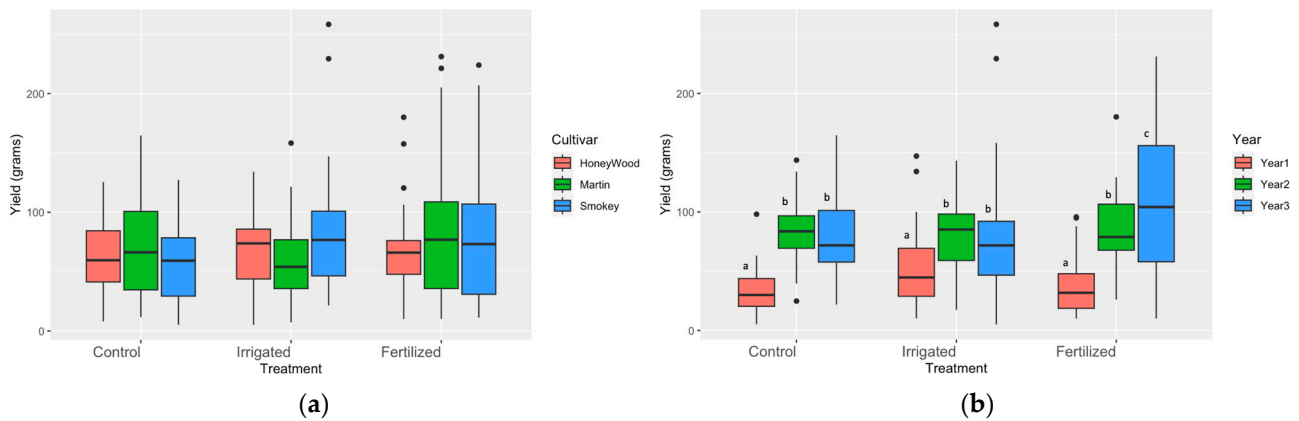 Yield (grams)
200
100
0
Control
Irrigated
Fertilized
Treatment
Cultivar
HoneyWood
Martin
Smokey
(a)
Yield (grams)
200
100
0
a
b
b
a
b
b
a
b
c
Control
Irrigated
Fertilized
Treatment
Year
Year1
Year2
Year3
(b)